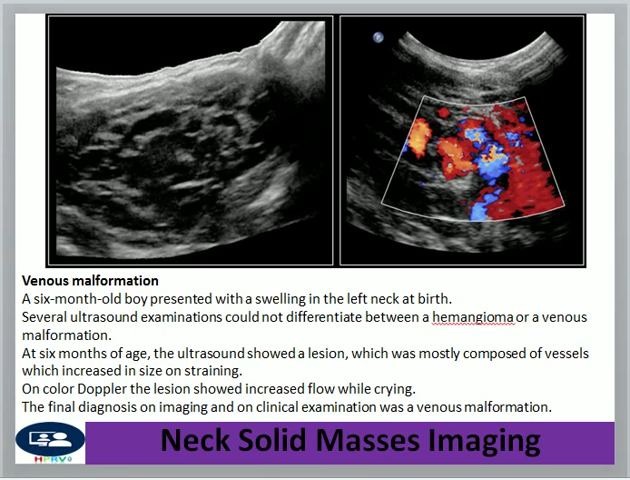 Venous malformation
A six-month-old boy presented with a swelling in the left neck at birth.
Several ultrasound examinations could not differentiate between a hemangioma or a venous
malformation.
At six months of age, the ultrasound showed a lesion, which was mostly composed of vessels
which increased in size on straining.
On color Doppler the lesion showed increased flow while crying.
The final diagnosis on imaging and on clinical examination was a venous malformation.
HPRV
Neck Solid Masses Imaging